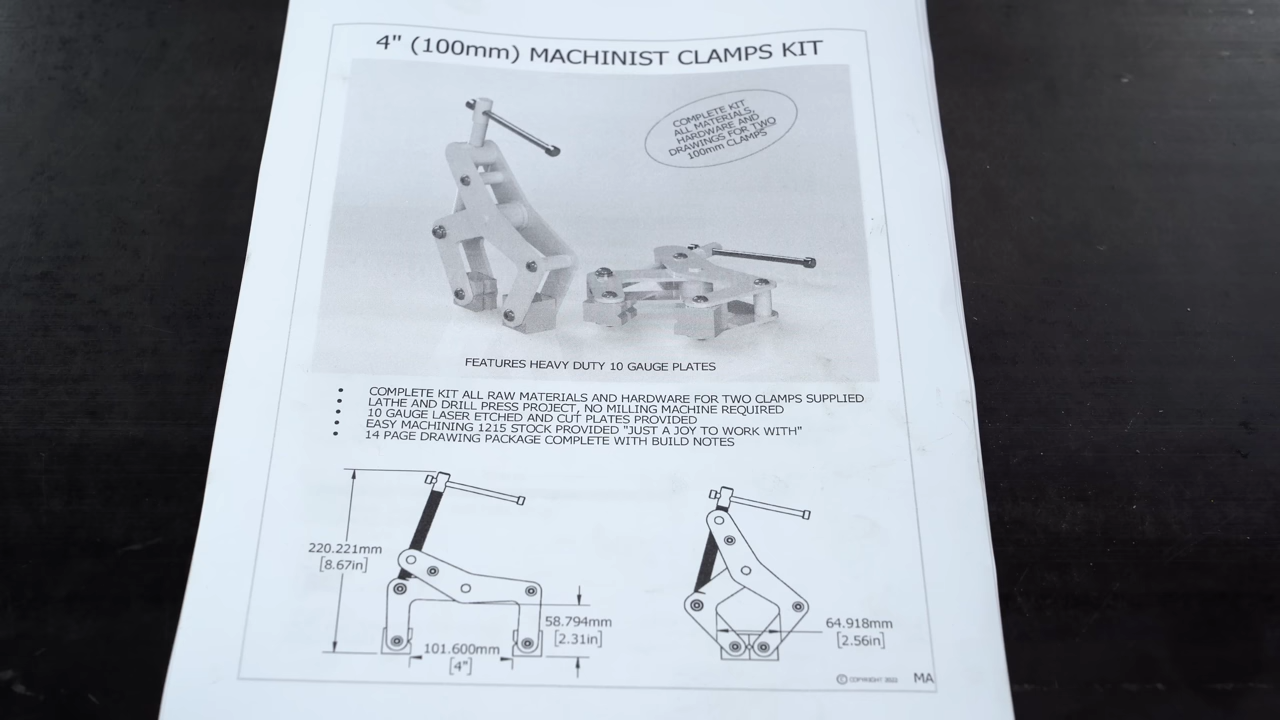 4" (100mm) MACHINIST CLAMPS KIT
COMPLETE KIT
ALL MATERIALS,
HARDWARE AND
DRAWINGS FOR TWO
100mm CLAMPS
FEATURES HEAVY DUTY 10 GAUGE PLATES
• COMPLETE KIT ALL RAW MATERIALS AND HARDWARE FOR TWO CLAMPS SUPPLIED
• LATHE AND DRILL PRESS PROJECT, NO MILLING MACHINE REQUIRED
• 10 GAUGE LASER ETCHED AND CUT PLATES PROVIDED
• EASY MACHINING 1215 STOCK PROVIDED "JUST A JOY TO WORK WITH"
• 14 PAGE DRAWING PACKAGE COMPLETE WITH BUILD NOTES
220.221mm
[8.67in]
101.600mm
[4"]
58.794mm
[2.31in]
64.918mm
[2.56in]
© COPYRIGHT 2023 MA